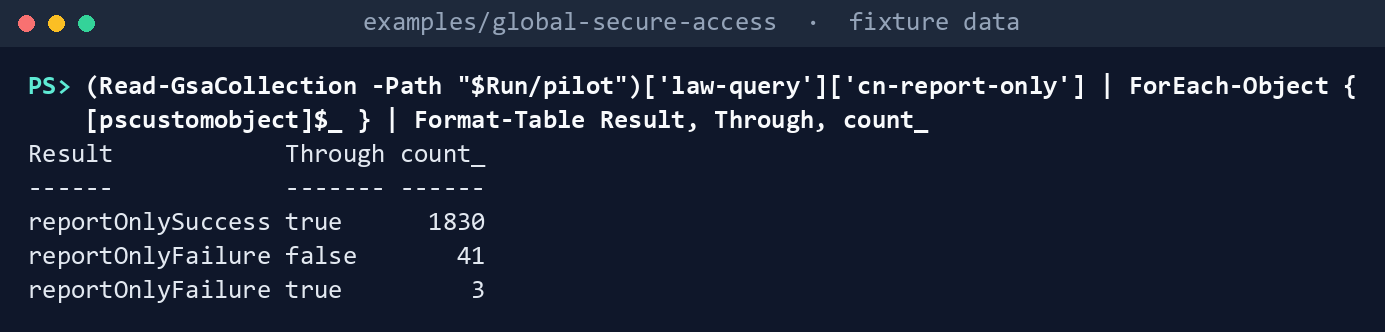 examples/global-secure-access · fixture data
PS> (Read-GsaCollection -Path "$Run/pilot")['law-query']['cn-report-only'] | ForEach-Object {
[pscustomobject]$_ } | Format-Table Result, Through, count_
Result Through count_
------ ------- ------
reportOnlySuccess true 1830
reportOnlyFailure false 41
reportOnlyFailure true 3